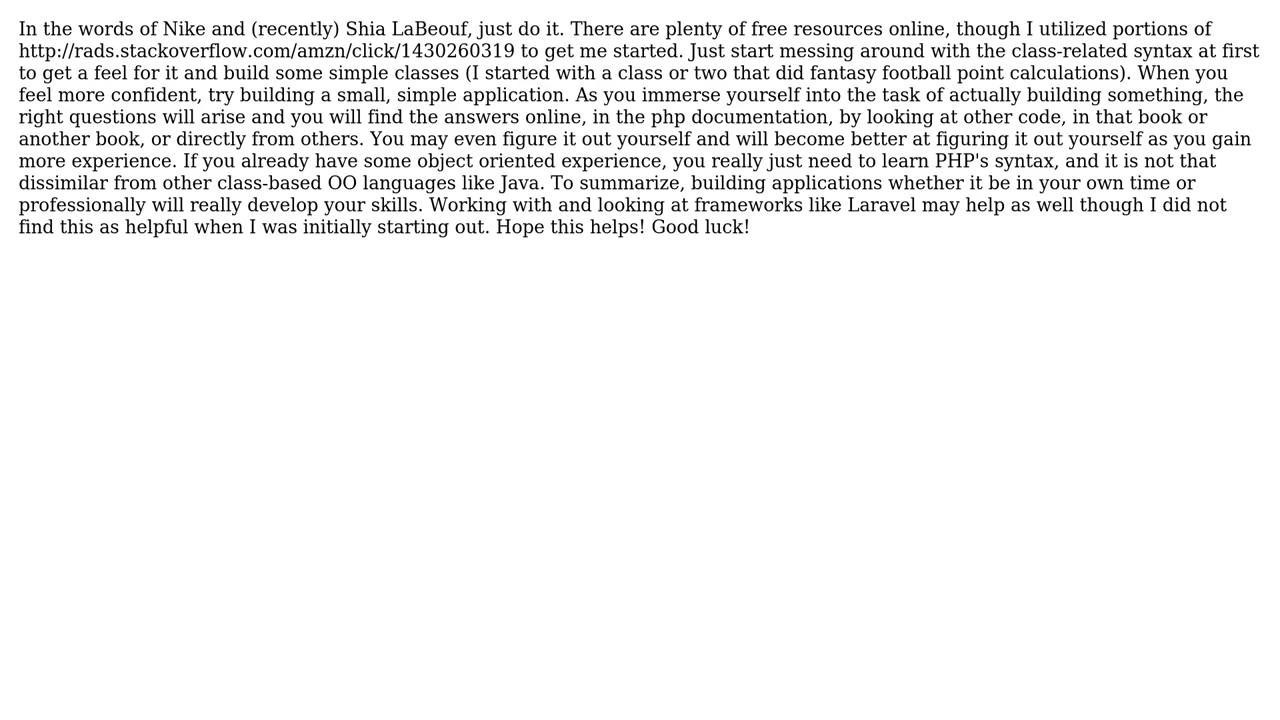 In the words of Nike and (recently) Shia LaBeouf, just do it. There are plenty of free resources online, though I utilized portions of
http://rads.stackoverflow.com/amzn/click/1430260319 to get me started. Just start messing around with the class-related syntax at first
to get a feel for it and build some simple classes (I started with a class or two that did fantasy football point calculations). When you
feel more confident, try building a small, simple application. As you immerse yourself into the task of actually building something, the
right questions will arise and you will find the answers online, in the php documentation, by looking at other code, in that book or
another book, or directly from others. You may even figure it out yourself and will become better at figuring it out yourself as you gain
more experience. If you already have some object oriented experience, you really just need to learn PHP's syntax, and it is not that
dissimilar from other class-based OO languages like Java. To summarize, building applications whether it be in your own time or
professionally will really develop your skills. Working with and looking at frameworks like Laravel may help as well though I did not
find this as helpful when I was initially starting out. Hope this helps! Good luck!